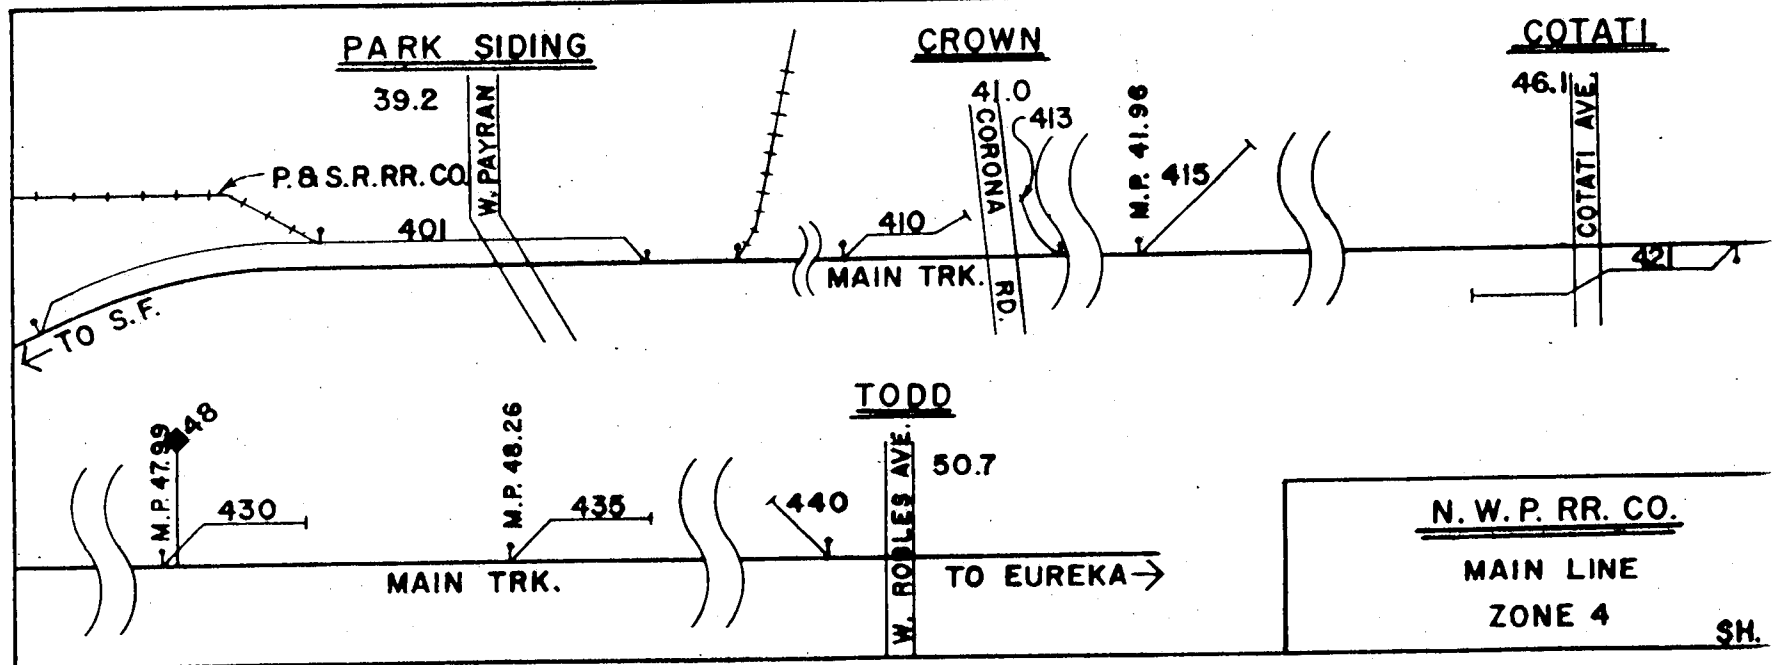 PARK SIDING
39.2
W. PAYRAN
P. & S.R. RR. CO.
401
TO S.F.
CROWN
41.0
413
CORONA RD.
410
MAIN TRK.
M.P. 41.96
415
COTATI
46.1
COTATI AVE.
421
M.P. 47.99
48
430
MAIN TRK.
M.P. 48.26
435
440
TODD
50.7
W. ROBLES AVE.
TO EUREKA
N. W. P. RR. CO.
MAIN LINE
ZONE 4
SH.